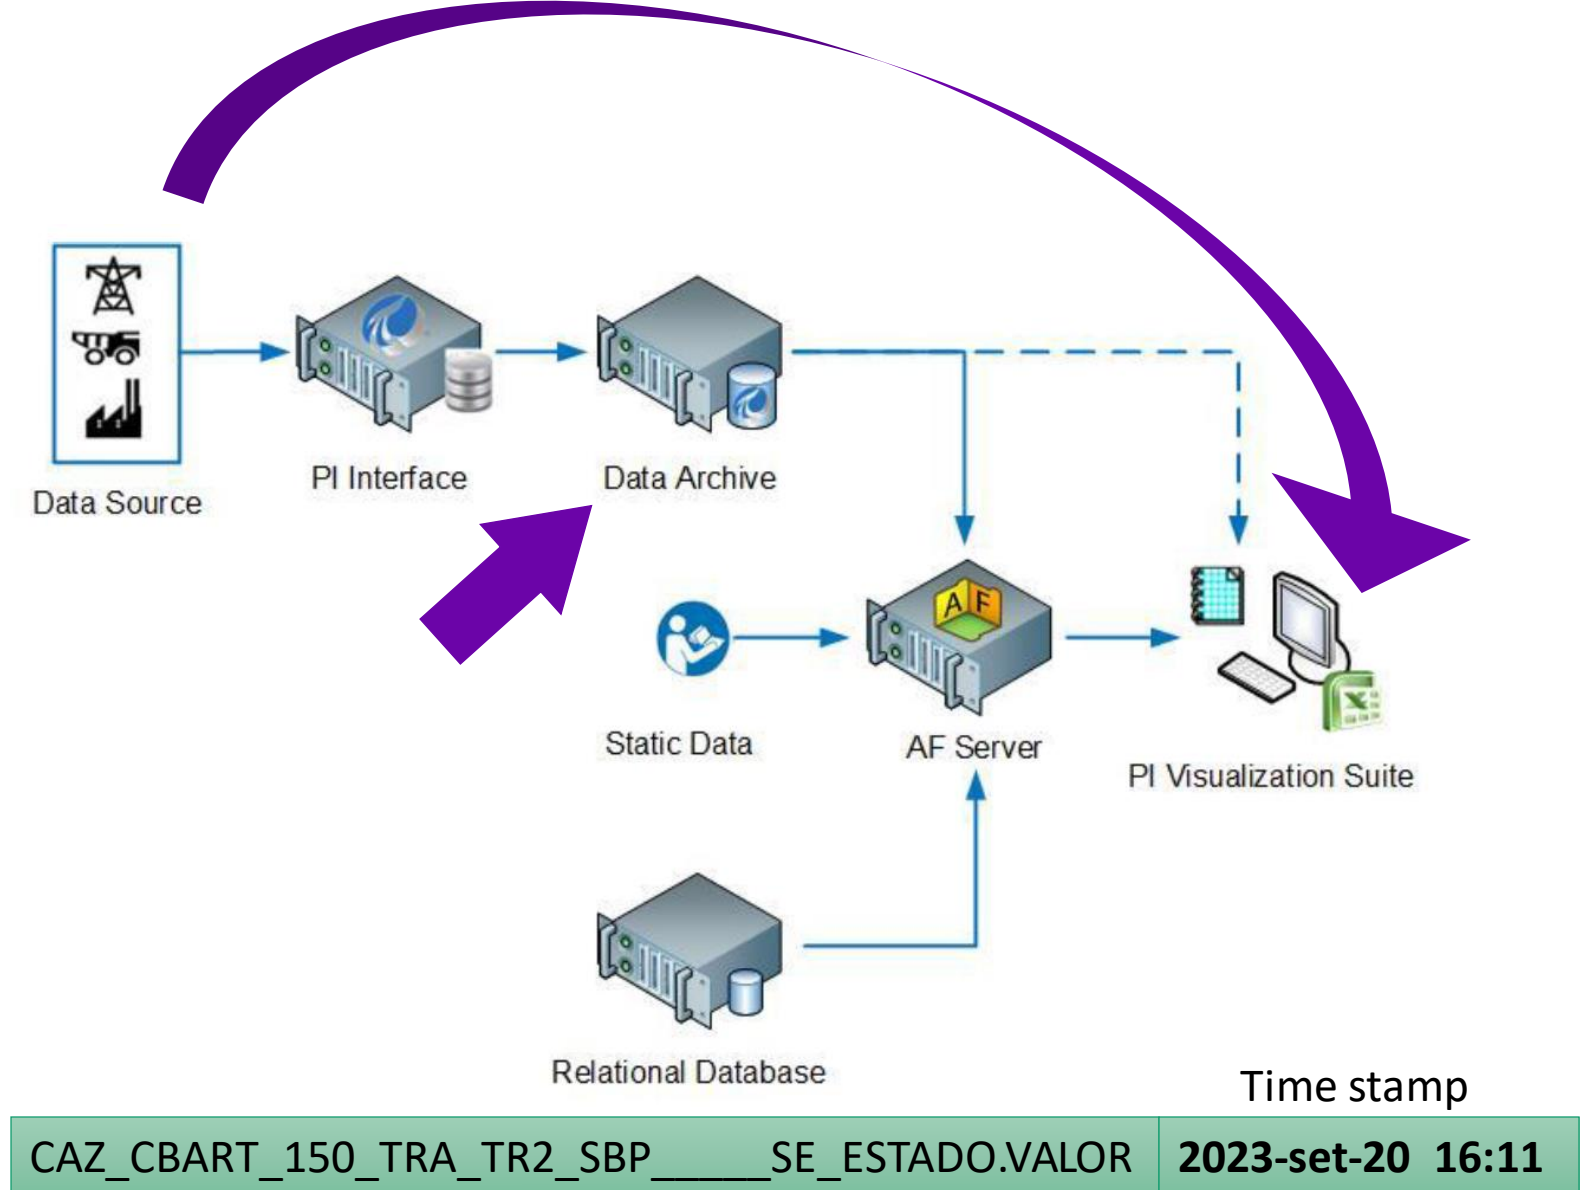 PI Interface
Data Archive
Data Source
A F
Static Data
AF Server
PI Visualization Suite
Relational Database
Time stamp
CAZ_CBART_150_TRA_TR2_SBP_____SE_ESTADO.VALOR 2023-set-20 16:11